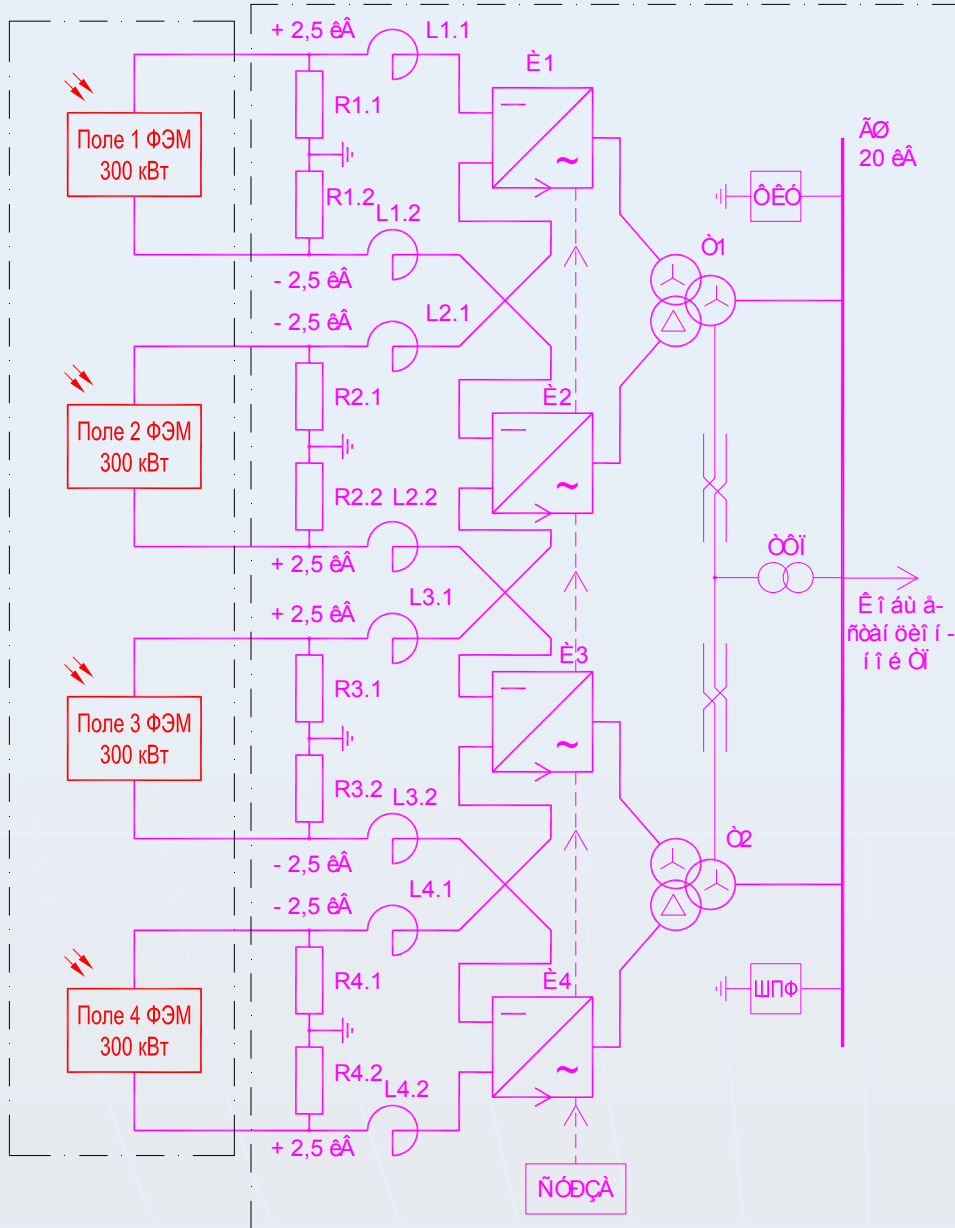 + 2,5 êÂ
L1.1
È1
R1.1
Поле 1 ФЭМ
300 кВт
ÃØ
20 êÂ
ÔÊÓ
R1.2
L1.2
Ò1
- 2,5 êÂ
- 2,5 êÂ
L2.1
R2.1
È2
Поле 2 ФЭМ
300 кВт
R2.2
L2.2
ÒÔÏ
+ 2,5 êÂ
+ 2,5 êÂ
L3.1
Ê î áù å-
ñòàí öèî í -
í î é ÒÏ
È3
R3.1
Поле 3 ФЭМ
300 кВт
R3.2
L3.2
Ò2
- 2,5 êÂ
- 2,5 êÂ
L4.1
R4.1
È4
ШПФ
Поле 4 ФЭМ
300 кВт
R4.2
L4.2
+ 2,5 êÂ
ÑÓÐÇÀ